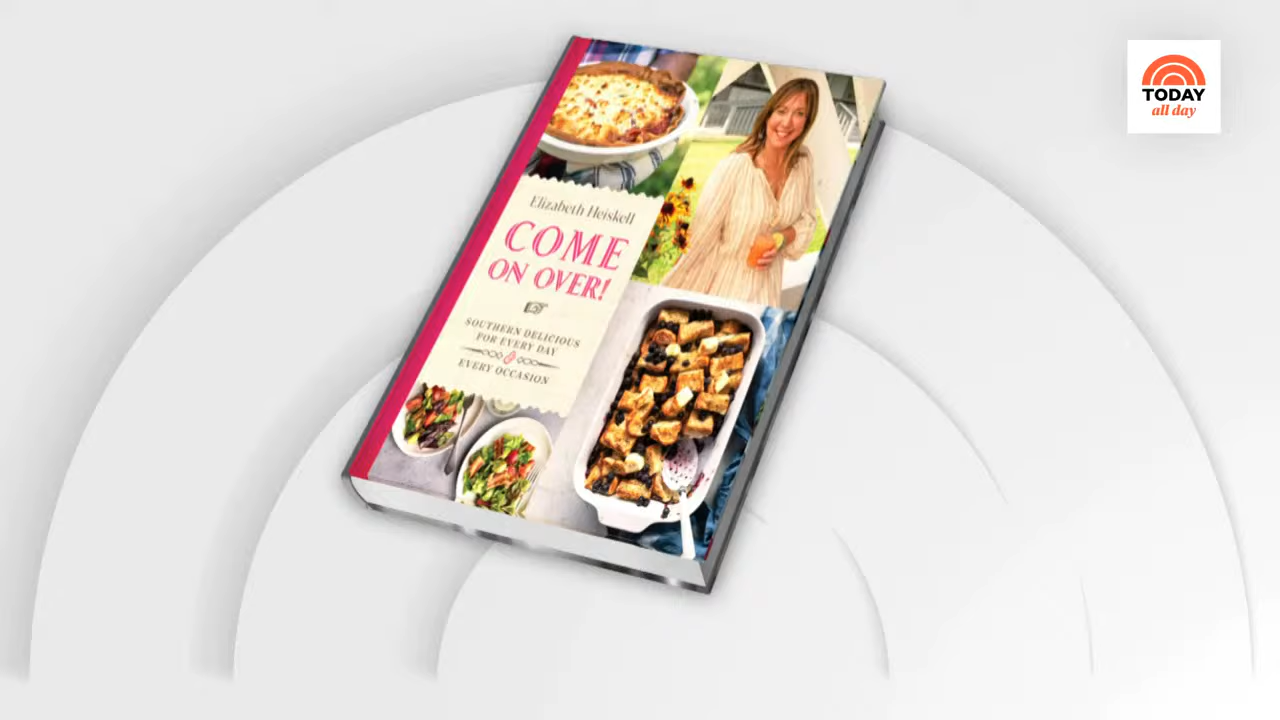 Elizabeth Heiskell
COME
ON OVER!
SOUTHERN DELICIOUS
FOR EVERY DAY
&
EVERY OCCASION
TODAY
all day